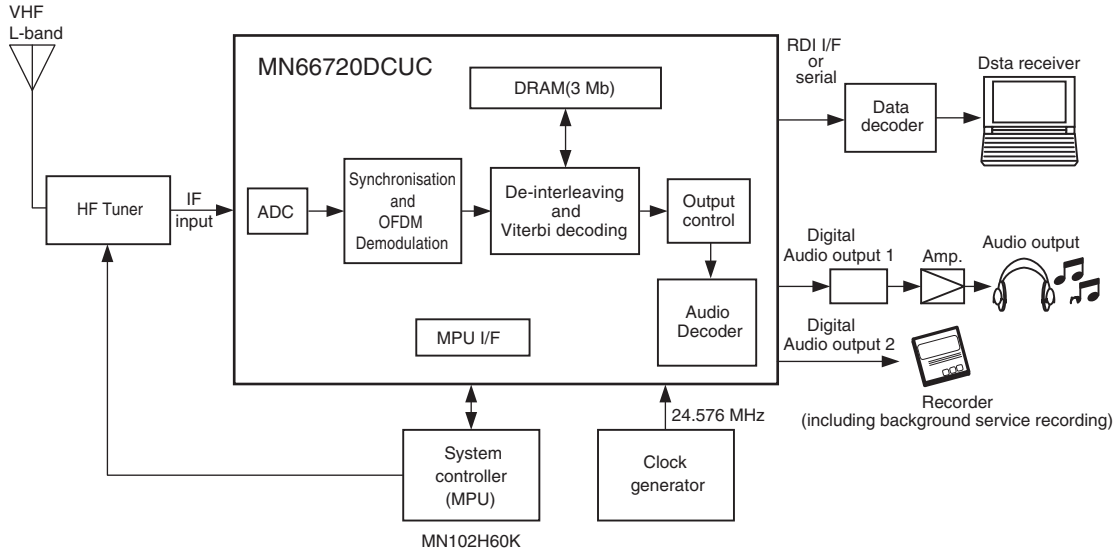 VHF
L-band
MN66720DCUC
DRAM(3 Mb)
RDI I/F
or
serial
Dsta receiver
Data
decoder
HF Tuner
IF
input
ADC
Synchronisation
and
OFDM
Demodulation
De-interleaving
and
Viterbi decoding
Output
control
Digital
Audio output 1
Amp.
Audio output
Audio
Decoder
MPU I/F
Digital
Audio output 2
Recorder
(including background service recording)
24.576 MHz
System
controller
(MPU)
Clock
generator
MN102H60K